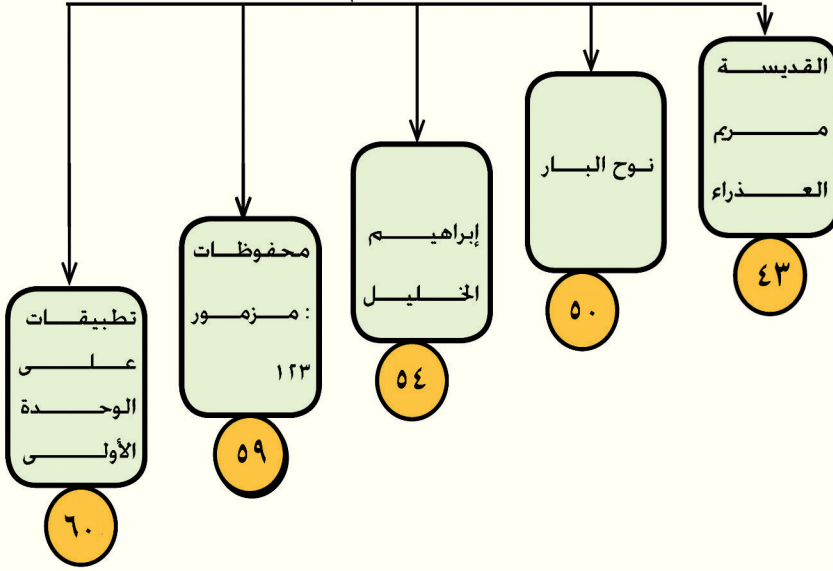 القديسة
مريم
العذراء
٤٣
نوح البار
٥٠
إبراهيم
الخليل
٥٤
محفوظات
: مزمور
١٢٣
٥٩
تطبيقات
على
الوحدة
الأولى
٦٠